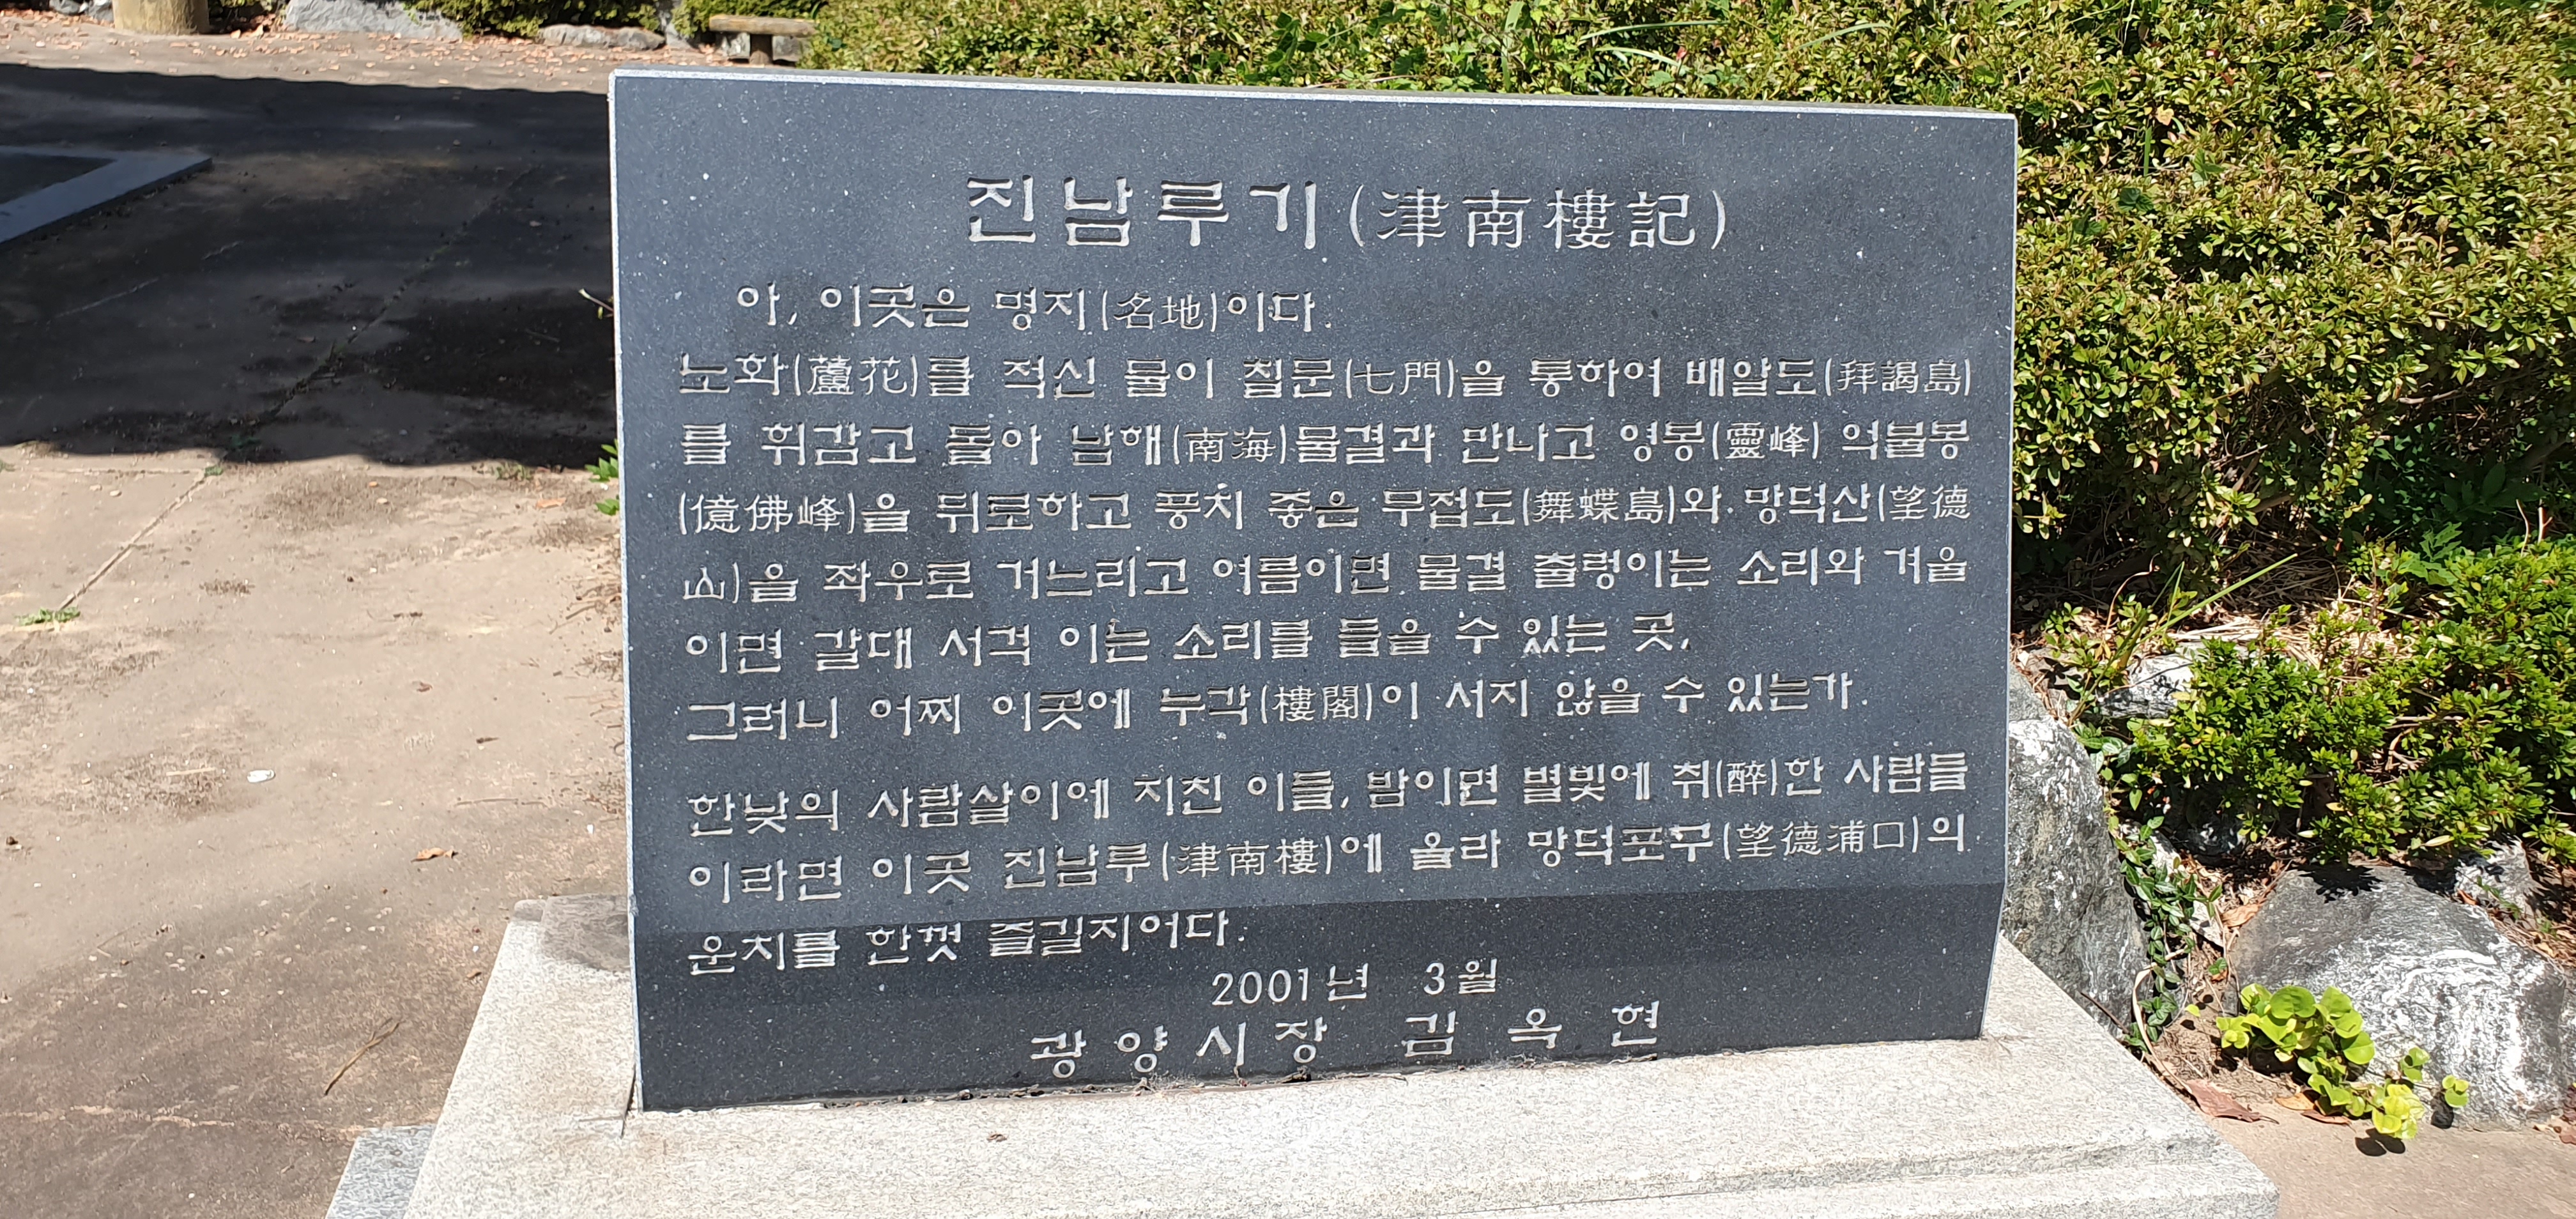 진남루기(津南樓記)
아, 이곳은 명지(名地)이다.
노화(蘆花)를 적신 물이 칠문(七門)을 통하여 배알도(拜謁島)
를 휘감고 돌아 남해(南海)물결과 만나고 영봉(靈峰) 억불봉
(億佛峰)을 뒤로하고 풍치 좋은 무접도(舞蝶島)와 망덕산(望德
山)을 좌우로 거느리고 여름이면 물결 출렁이는 소리와 겨울
이면 갈대 서걱 이는 소리를 들을 수 있는 곳.
그러니 어찌 이곳에 누각(樓閣)이 서지 않을 수 있는가.
한낮의 사람살이에 지친 이들, 밤이면 별빛에 취(醉)한 사람들
이라면 이곳 진남루(津南樓)에 올라 망덕포구(望德浦口)의
운치를 한껏 즐길지어다.
2001년 3월
광양시장 김옥현